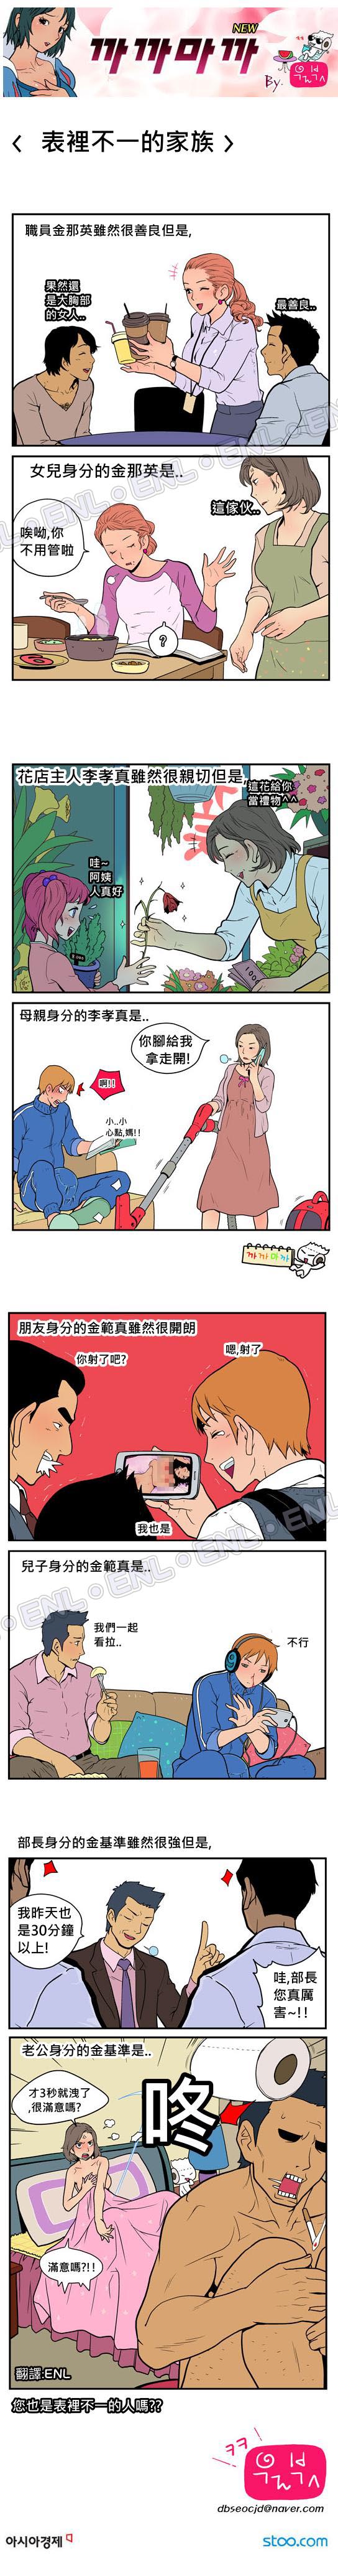 NEW
까까마까
By.
〈 表裡不一的家族 〉
職員金那英雖然很善良但是,
果然還
是大胸部
的女人..
最善良..
女兒身分的金那英是..
這傢伙..
唉呦,你
不用管啦
?
花店主人李孝真雖然很親切但是,
這花給你
當禮物^^
哇~
阿姨
人真好
母親身分的李孝真是..
你腳給我
拿走開!
啊!!
小..小
心點,媽!!
까까마까
朋友身分的金範真雖然很開朗
你射了吧?
嗯,射了
我也是
兒子身分的金範真是..
我們一起
看拉..
不行
部長身分的金基準雖然很強但是,
我昨天也
是30分鐘
以上!
哇,部長
您真厲
害~!!
老公身分的金基準是..
才3秒就洩了
,很滿意嗎?
咚
滿意嗎?!!
翻譯:ENL
您也是表裡不一的人嗎??
ㅋㅋ
dbseocjd@naver.com
아시아경제
stoo.com
ENL